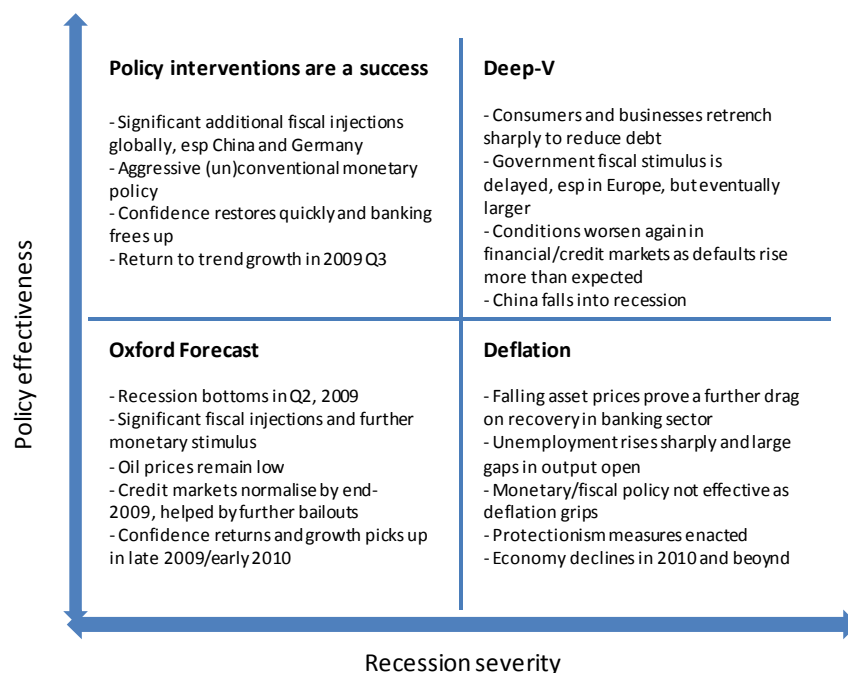 Policy interventions are a success
- Significant additional fiscal injections
globally, esp China and Germany
- Aggressive (un)conventional monetary
policy
- Confidence restores quickly and banking
frees up
- Return to trend growth in 2009 Q3
Deep-V
- Consumers and businesses retrench
sharply to reduce debt
- Government fiscal stimulus is
delayed, esp in Europe, but eventually
larger
- Conditions worsen again in
financial/credit markets as defaults rise
more than expected
- China falls into recession
Policy effectiveness
Oxford Forecast
- Recession bottoms in Q2, 2009
- Significant fiscal injections and further
monetary stimulus
- Oil prices remain low
- Credit markets normalise by end-
2009, helped by further bailouts
- Confidence returns and growth picks up
in late 2009/early 2010
Deflation
- Falling asset prices prove a further drag
on recovery in banking sector
- Unemployment rises sharply and large
gaps in output open
- Monetary/fiscal policy not effective as
deflation grips
- Protectionism measures enacted
- Economy declines in 2010 and beoynd
Recession severity